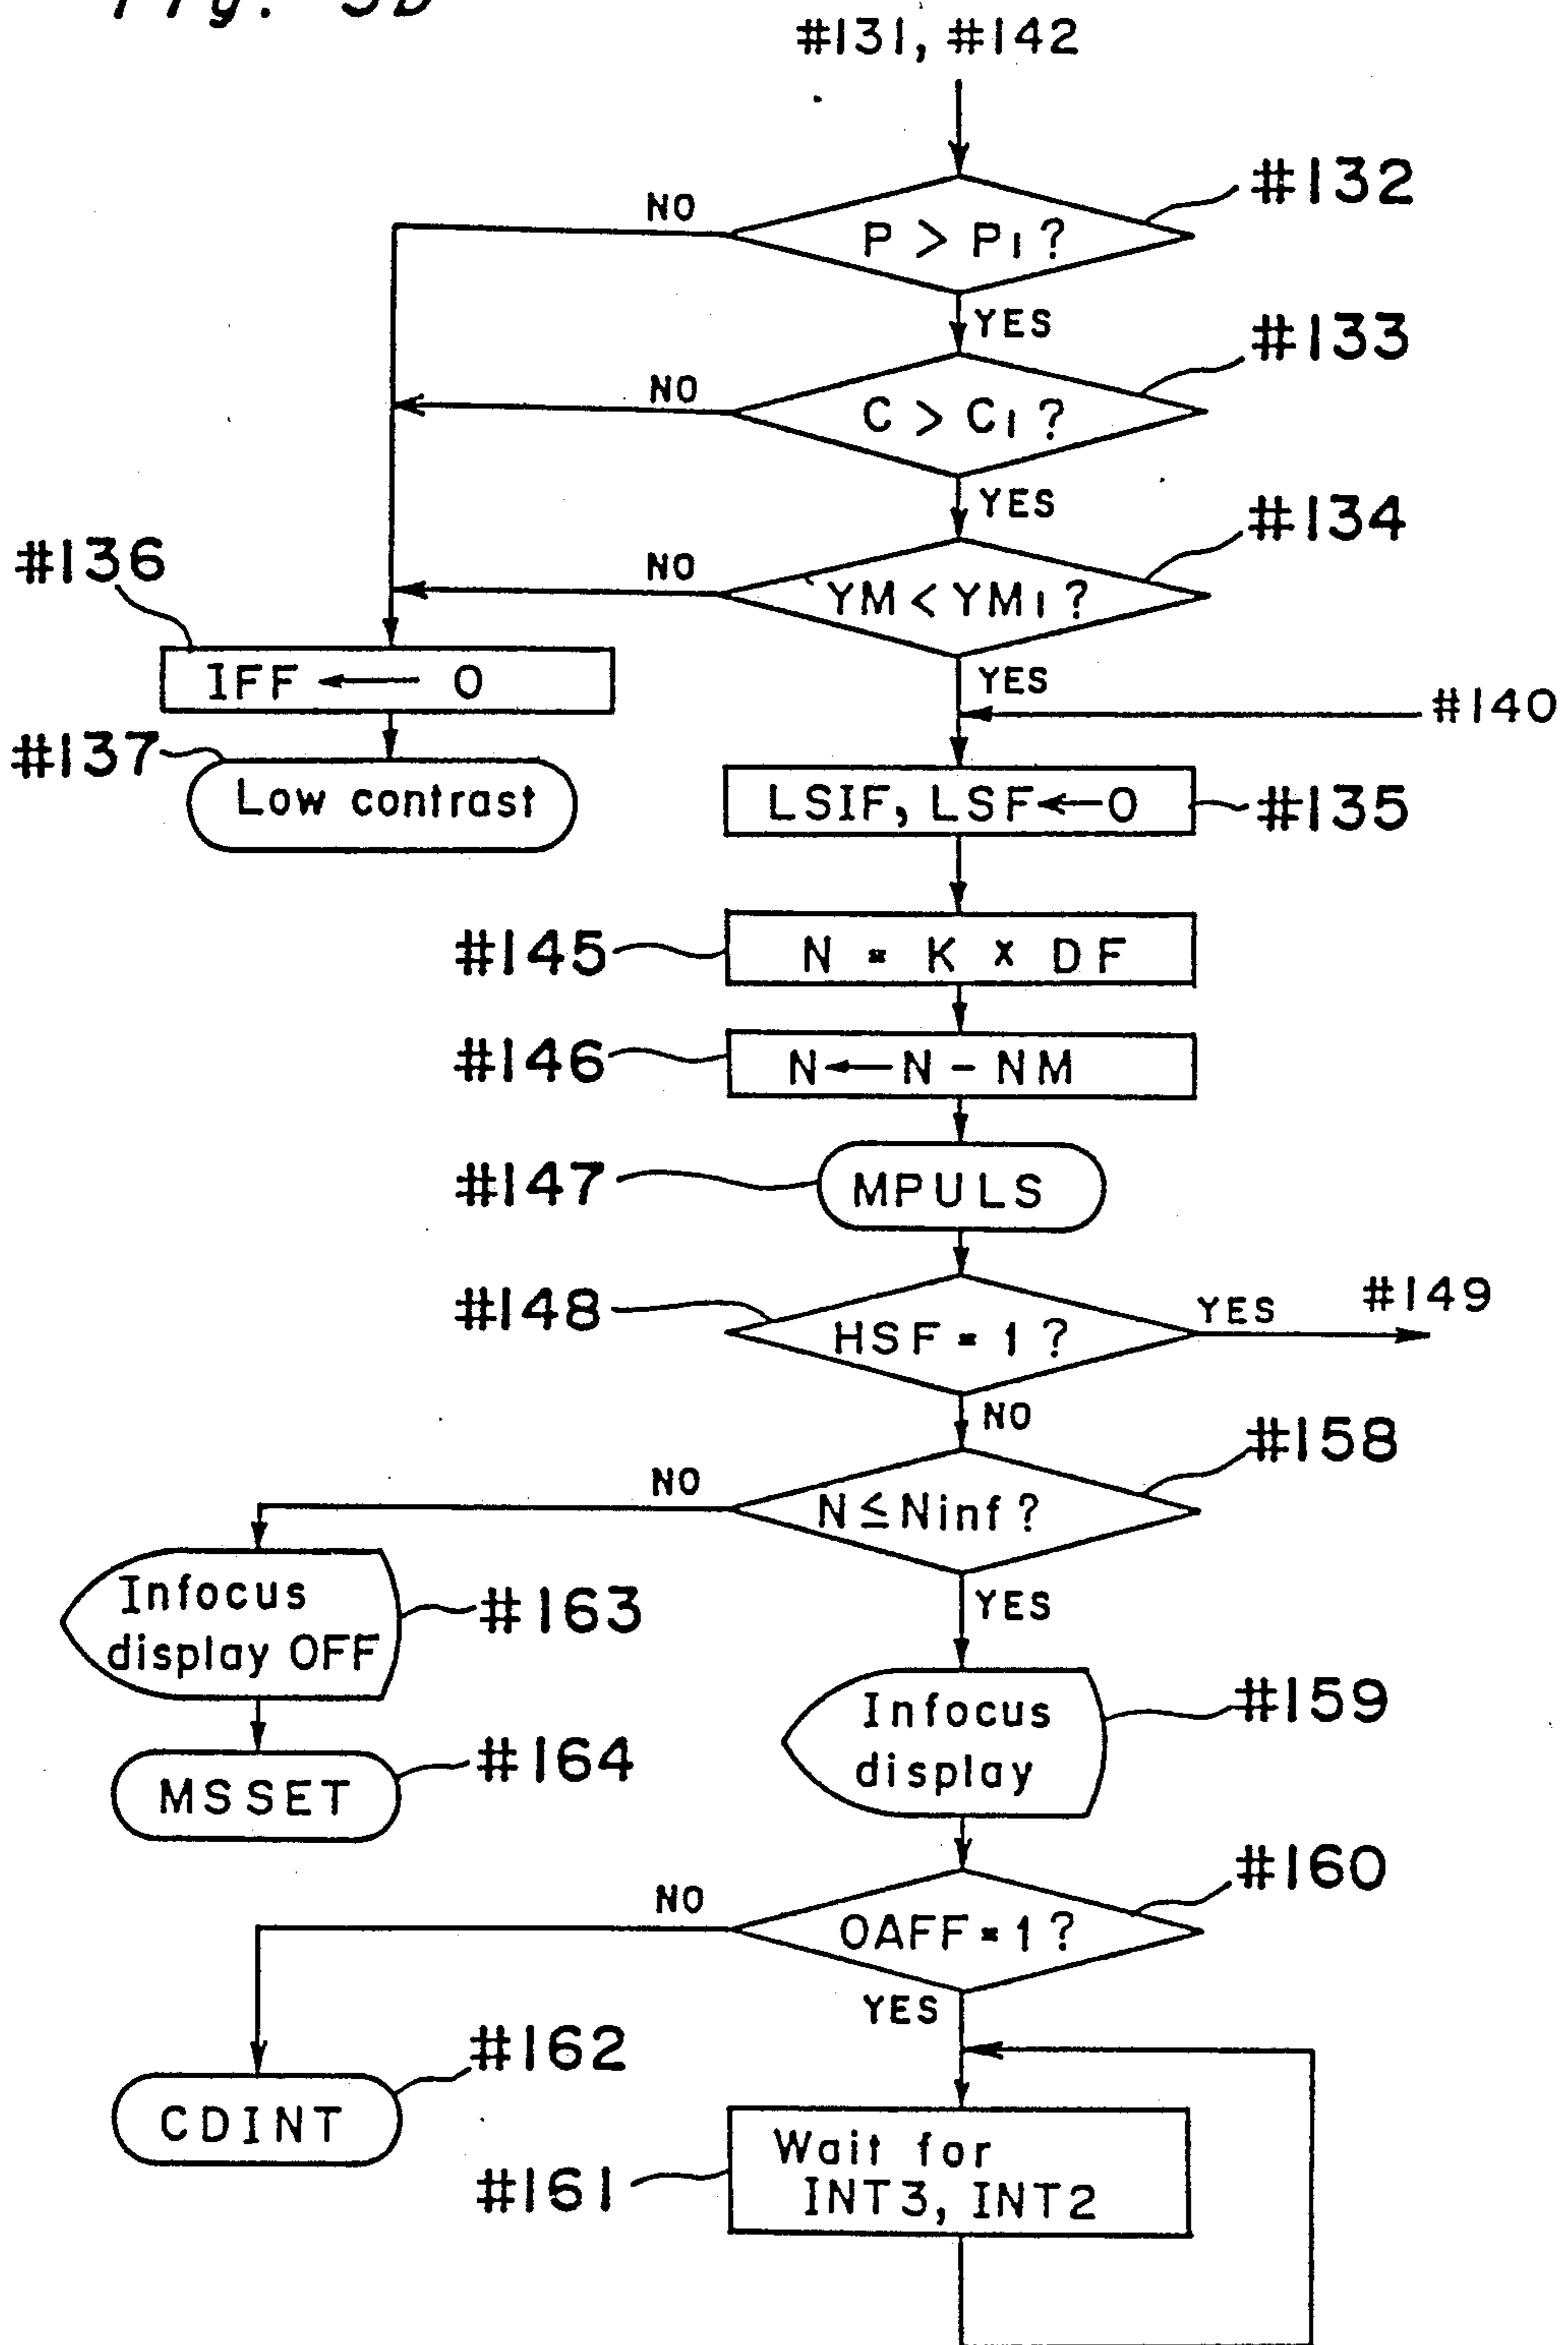 Fig. 5B
#131, #142
#132
NO
P > P1 ?
YES
#133
NO
C > C1 ?
YES
#134
#136
NO
YM < YM1 ?
YES
IFF ← 0
#140
#137
Low contrast
LSIF, LSF ← 0
#135
#145
N = K x DF
#146
N ← N - NM
#147
MPULS
#148
HSF = 1 ?
YES
#149
NO
#158
NO
N ≤ Ninf ?
YES
Infocus
display OFF
#163
Infocus
display
#159
#164
MSSET
#160
NO
OAFF = 1 ?
YES
#162
CDINT
Wait for
INT3, INT2
#161